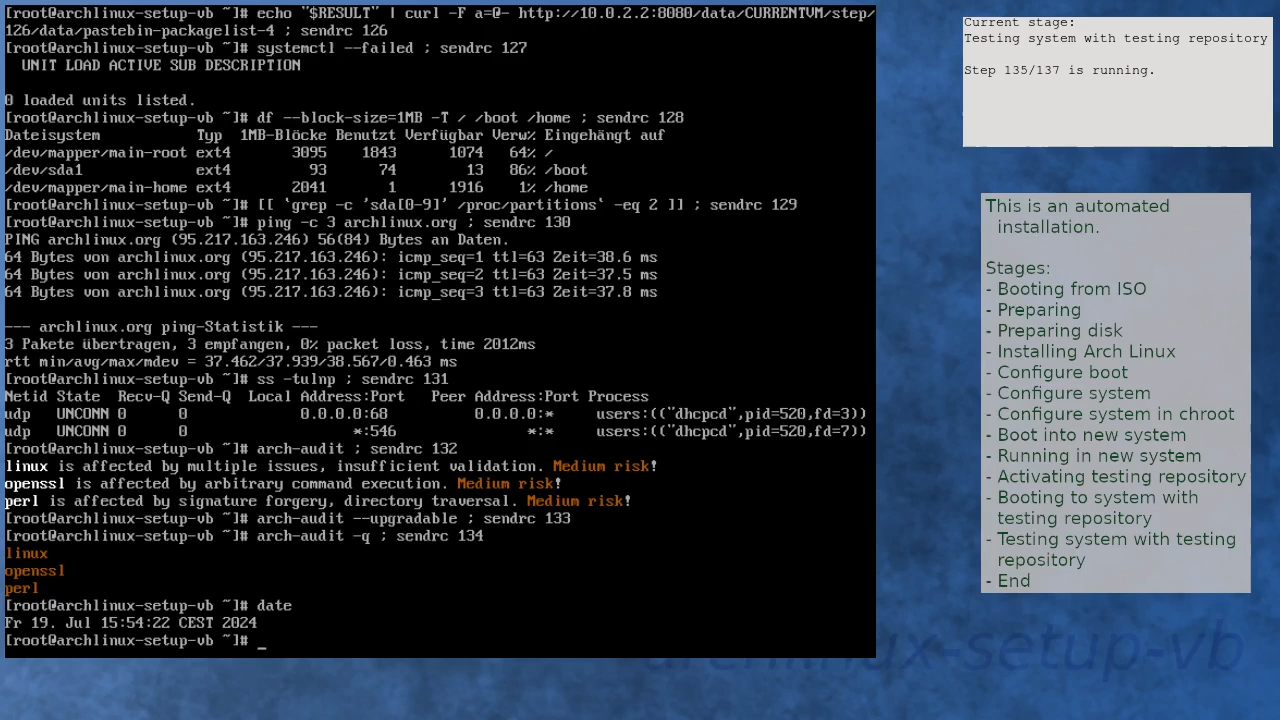 [root@archlinux-setup-vb ~]# echo "$RESULT" | curl -F a=@- http://10.0.2.2:8080/data/CURRENTVM/step/
126/data/pastebin-packagelist-4 ; sendrc 126
[root@archlinux-setup-vb ~]# systemctl --failed ; sendrc 127
  UNIT LOAD ACTIVE SUB DESCRIPTION
0 loaded units listed.
[root@archlinux-setup-vb ~]# df --block-size=1MB -T / /boot /home ; sendrc 128
Dateisystem           Typ  1MB-Blöcke Benutzt Verfügbar Verw% Eingehängt auf
/dev/mapper/main-root ext4       3095    1843      1074   64% /
/dev/sda1             ext4         93      74        13   86% /boot
/dev/mapper/main-home ext4       2041       1      1916    1% /home
[root@archlinux-setup-vb ~]# [[ `grep -c 'sda[0-9]' /proc/partitions` -eq 2 ]] ; sendrc 129
[root@archlinux-setup-vb ~]# ping -c 3 archlinux.org ; sendrc 130
PING archlinux.org (95.217.163.246) 56(84) Bytes an Daten.
64 Bytes von archlinux.org (95.217.163.246): icmp_seq=1 ttl=63 Zeit=38.6 ms
64 Bytes von archlinux.org (95.217.163.246): icmp_seq=2 ttl=63 Zeit=37.5 ms
64 Bytes von archlinux.org (95.217.163.246): icmp_seq=3 ttl=63 Zeit=37.8 ms
--- archlinux.org ping-Statistik ---
3 Pakete übertragen, 3 empfangen, 0% packet loss, time 2012ms
rtt min/avg/max/mdev = 37.462/37.939/38.567/0.463 ms
[root@archlinux-setup-vb ~]# ss -tulnp ; sendrc 131
Netid State  Recv-Q Send-Q  Local Address:Port   Peer Address:Port Process
udp   UNCONN 0      0             0.0.0.0:68          0.0.0.0:*     users:(("dhcpcd",pid=520,fd=3))
udp   UNCONN 0      0                   *:546               *:*     users:(("dhcpcd",pid=520,fd=7))
[root@archlinux-setup-vb ~]# arch-audit ; sendrc 132
linux is affected by multiple issues, insufficient validation. Medium risk!
openssl is affected by arbitrary command execution. Medium risk!
perl is affected by signature forgery, directory traversal. Medium risk!
[root@archlinux-setup-vb ~]# arch-audit --upgradable ; sendrc 133
[root@archlinux-setup-vb ~]# arch-audit -q ; sendrc 134
linux
openssl
perl
[root@archlinux-setup-vb ~]# date
Fr 19. Jul 15:54:22 CEST 2024
[root@archlinux-setup-vb ~]# _
Current stage:
Testing system with testing repository
Step 135/137 is running.
This is an automated
installation.
Stages:
- Booting from ISO
- Preparing
- Preparing disk
- Installing Arch Linux
- Configure boot
- Configure system
- Configure system in chroot
- Boot into new system
- Running in new system
- Activating testing repository
- Booting to system with
testing repository
- Testing system with testing
repository
- End
archlinux-setup-vb